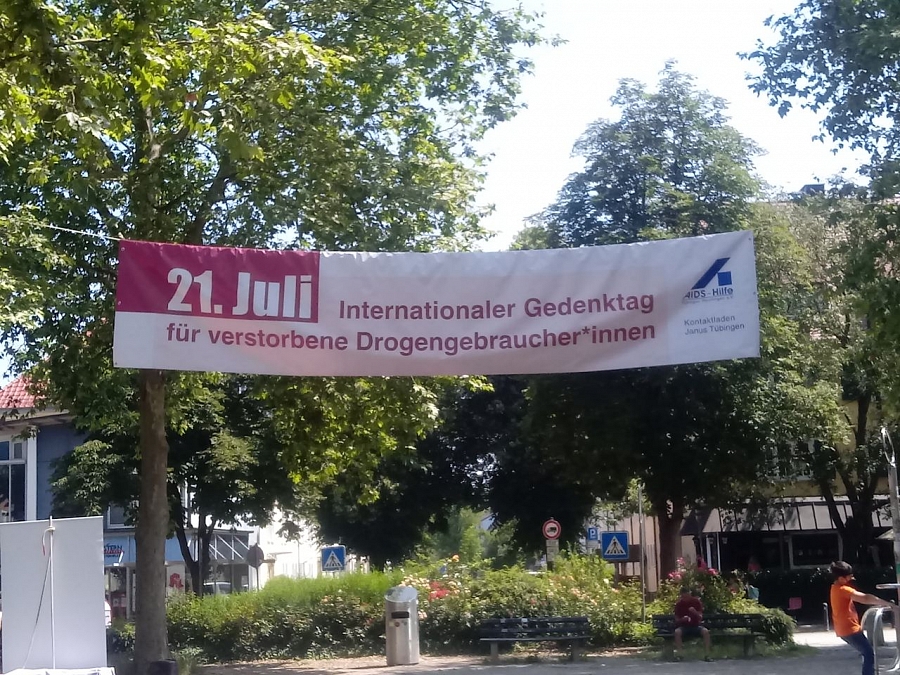 21. Juli
Internationaler Gedenktag
für verstorbene Drogengebraucher*innen
AIDS-Hilfe
Kontaktladen
Janus Tübingen